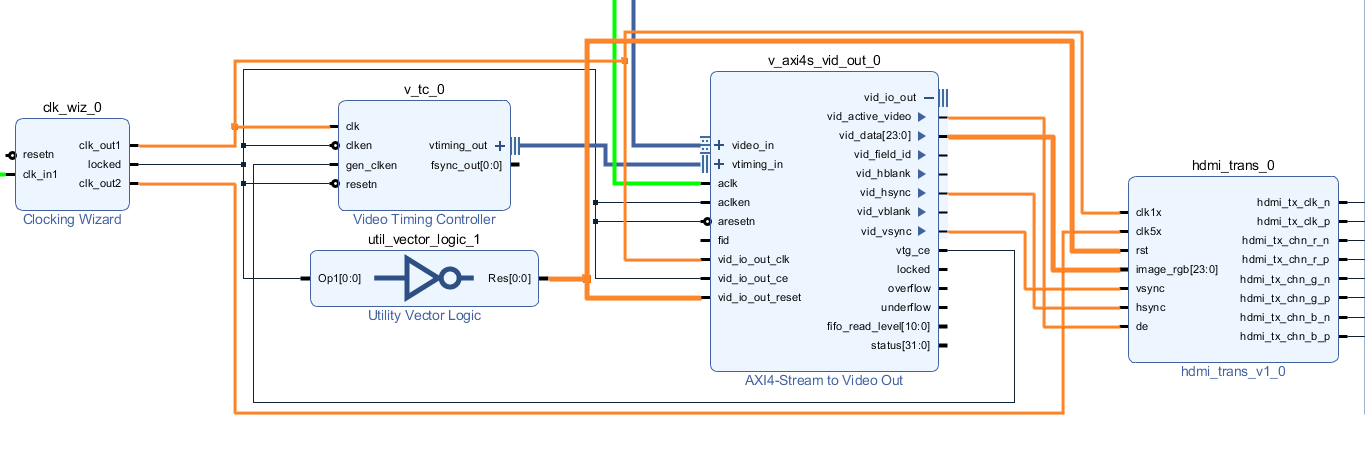 clk_wiz_0
resetn
clk_in1
clk_out1
locked
clk_out2
Clocking Wizard
v_tc_0
clk
clken
gen_clken
resetn
vtiming_out
fsync_out[0:0]
Video Timing Controller
util_vector_logic_1
Op1[0:0]
Res[0:0]
Utility Vector Logic
v_axi4s_vid_out_0
video_in
vtiming_in
aclk
aclken
aresetn
fid
vid_io_out_clk
vid_io_out_ce
vid_io_out_reset
vid_io_out
vid_active_video
vid_data[23:0]
vid_field_id
vid_hblank
vid_hsync
vid_vblank
vid_vsync
vtg_ce
locked
overflow
underflow
fifo_read_level[10:0]
status[31:0]
AXI4-Stream to Video Out
hdmi_trans_0
clk1x
clk5x
rst
image_rgb[23:0]
vsync
hsync
de
hdmi_tx_clk_n
hdmi_tx_clk_p
hdmi_tx_chn_r_n
hdmi_tx_chn_r_p
hdmi_tx_chn_g_n
hdmi_tx_chn_g_p
hdmi_tx_chn_b_n
hdmi_tx_chn_b_p
hdmi_trans_v1_0